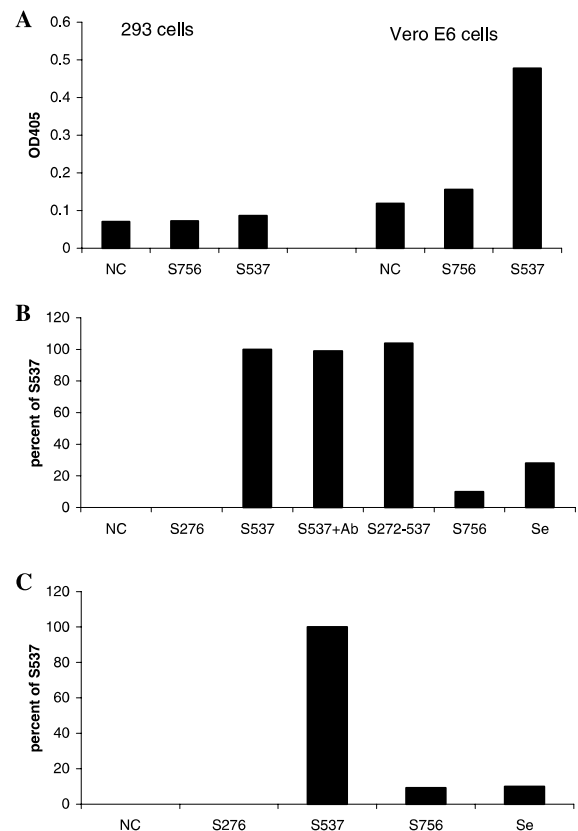 A
293 cells
Vero E6 cells
OD405
0.6
0.5
0.4
0.3
0.2
0.1
0
NC S756 S537 NC S756 S537
B
percent of S537
120
100
80
60
40
20
0
NC S276 S537 S537+Ab S272-537 S756 Se
C
percent of S537
120
100
80
60
40
20
0
NC S276 S537 S756 Se